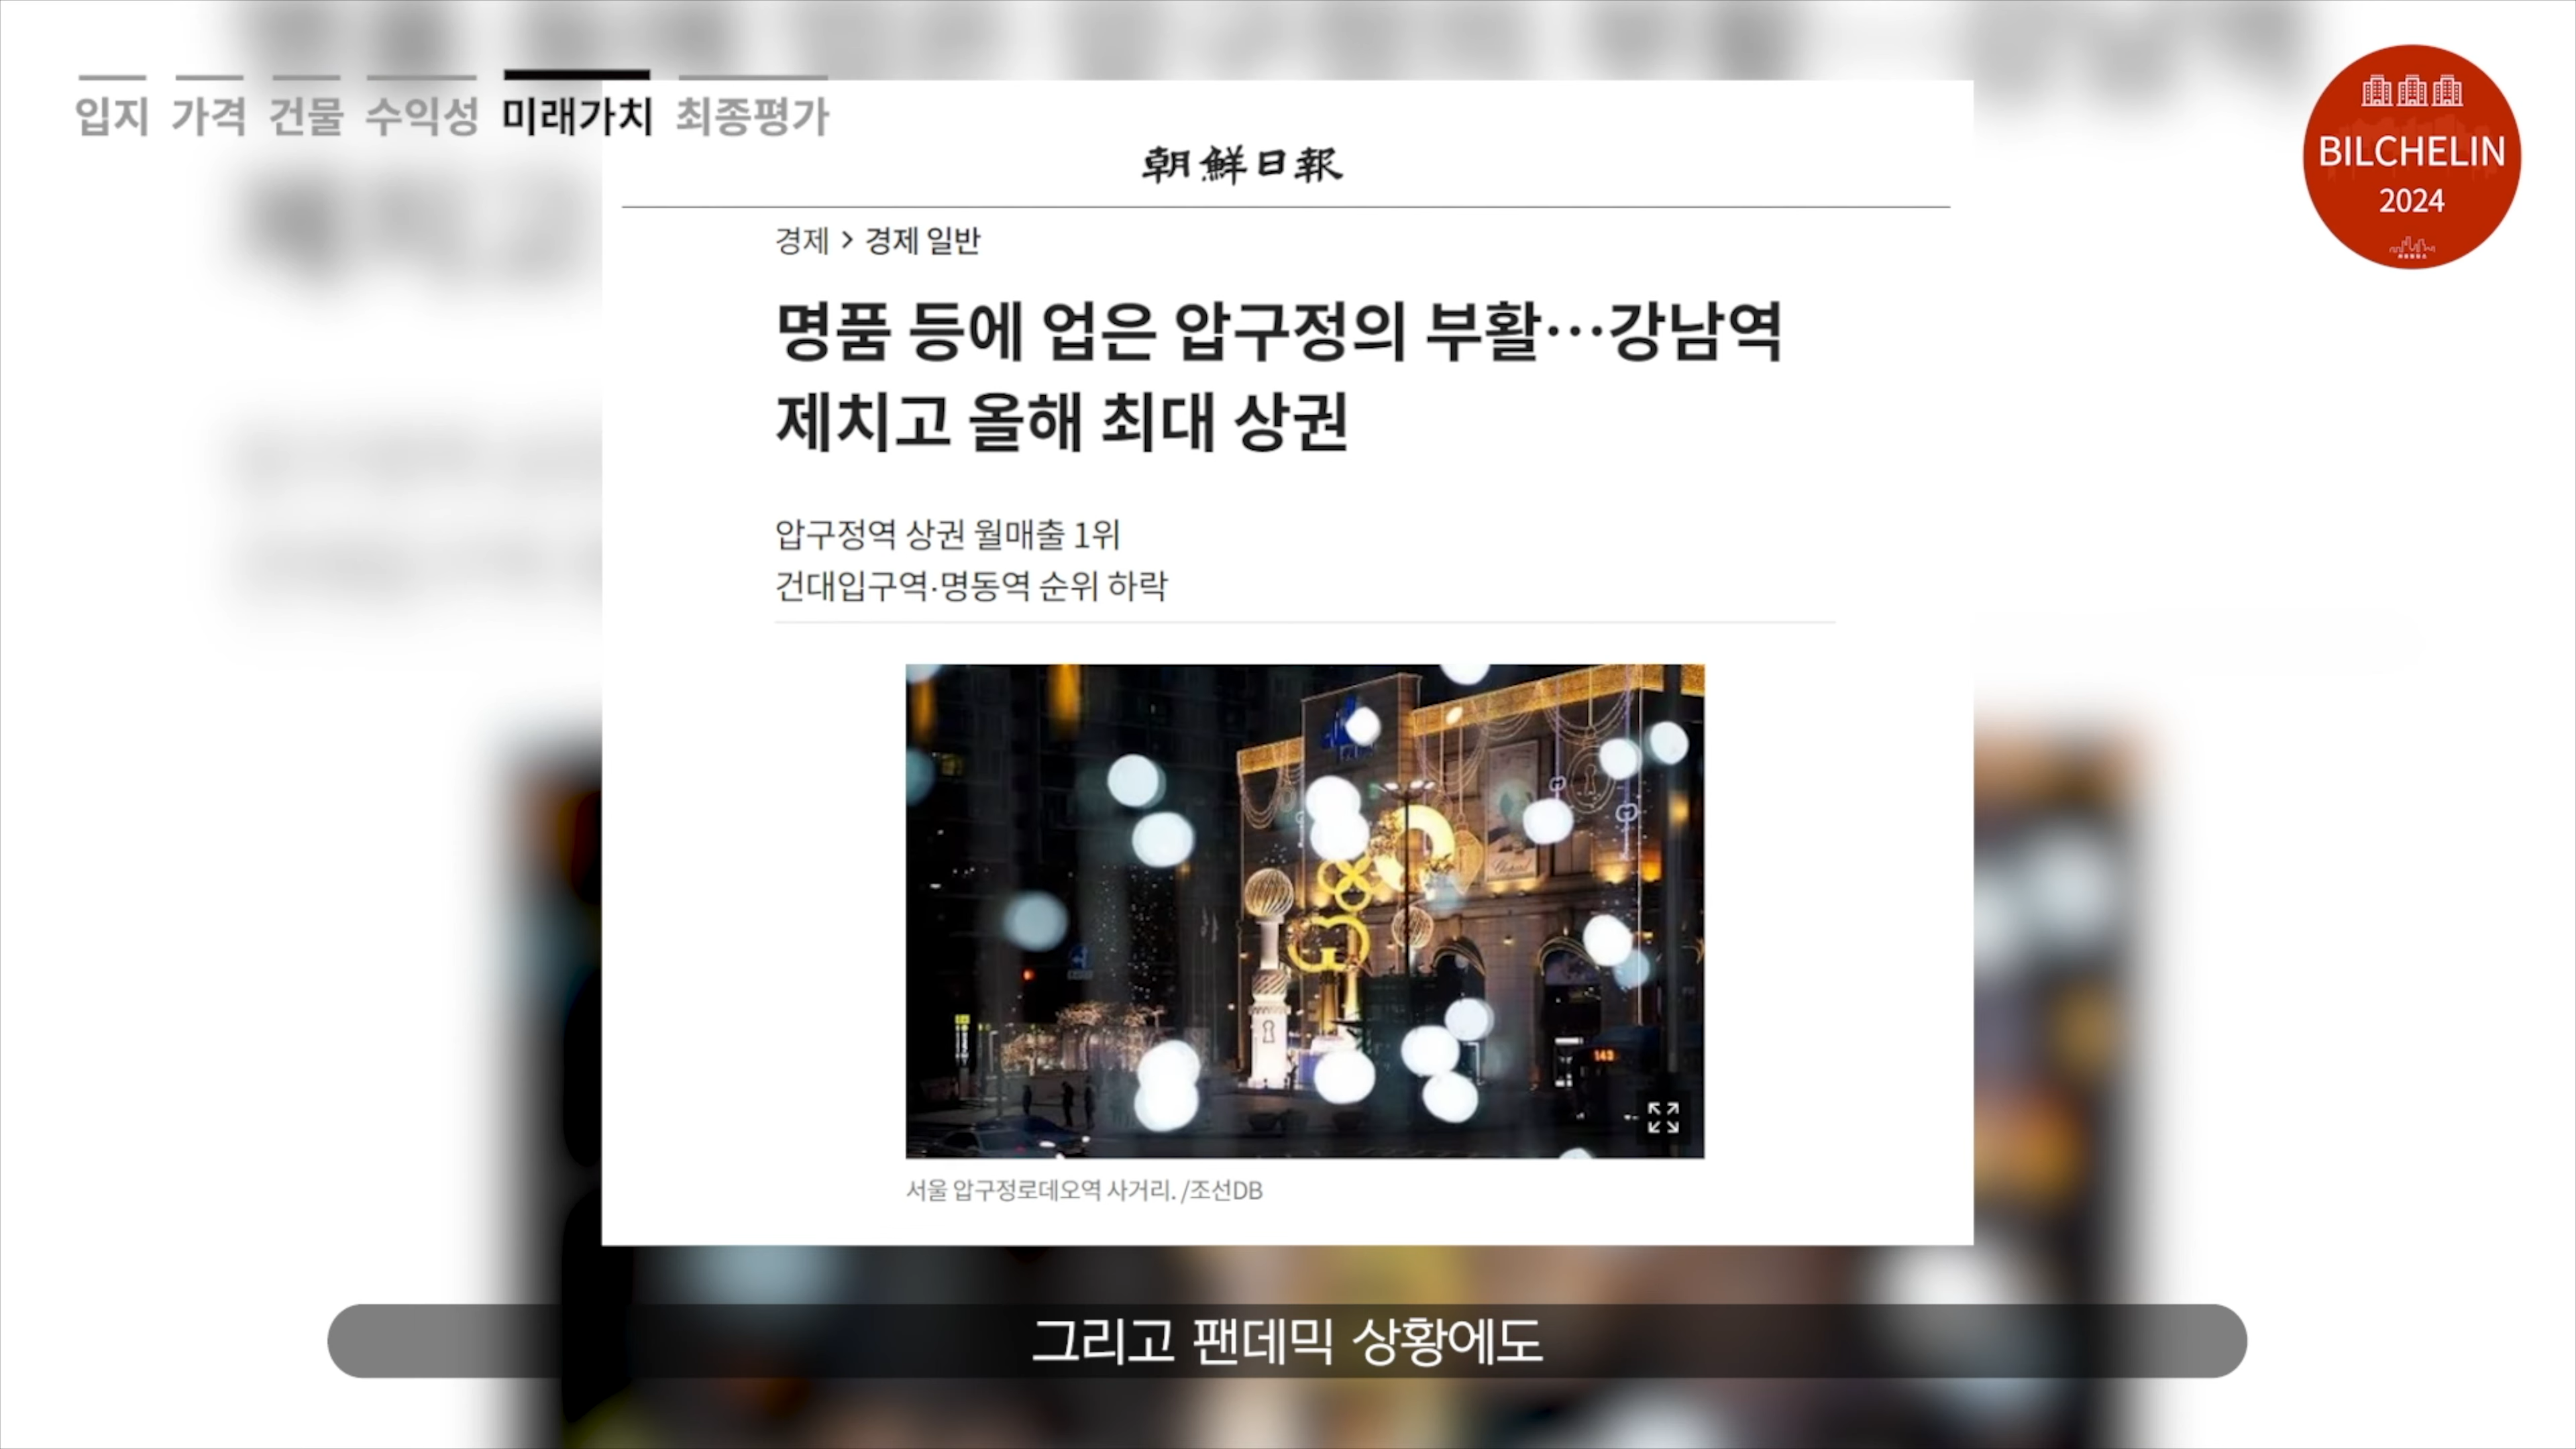 입지 가격 건물 수익성 미래가치 최종평가
BILCHELIN
2024
朝鮮日報
경제 > 경제 일반
명품 등에 업은 압구정의 부활…강남역
제치고 올해 최대 상권
압구정역 상권 월매출 1위
건대입구역·명동역 순위 하락
143
서울 압구정로데오역 사거리. /조선DB
그리고 팬데믹 상황에도